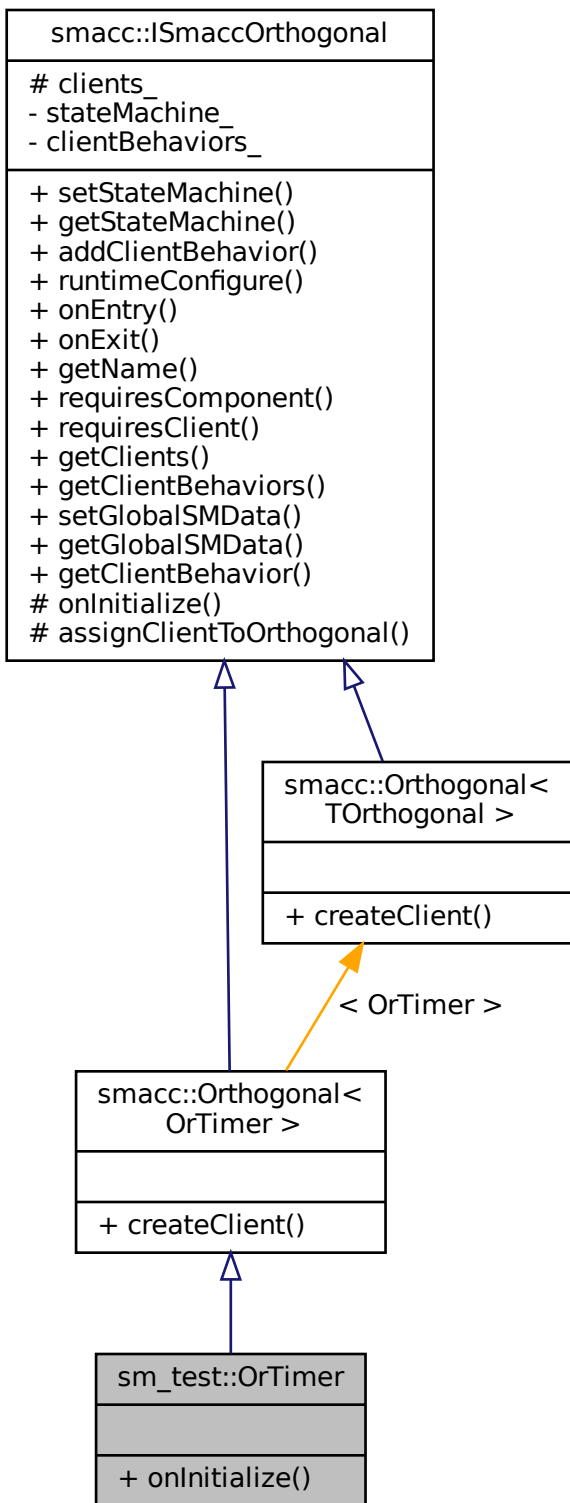 smacc::ISmaccOrthogonal
# clients_
- stateMachine_
- clientBehaviors_
+ setStateMachine()
+ getStateMachine()
+ addClientBehavior()
+ runtimeConfigure()
+ onEntry()
+ onExit()
+ getName()
+ requiresComponent()
+ requiresClient()
+ getClients()
+ getClientBehaviors()
+ setGlobalSMData()
+ getGlobalSMData()
+ getClientBehavior()
# onInitialize()
# assignClientToOrthogonal()
smacc::Orthogonal<
TOrthogonal >
+ createClient()
< OrTimer >
smacc::Orthogonal<
OrTimer >
+ createClient()
sm_test::OrTimer
+ onInitialize()